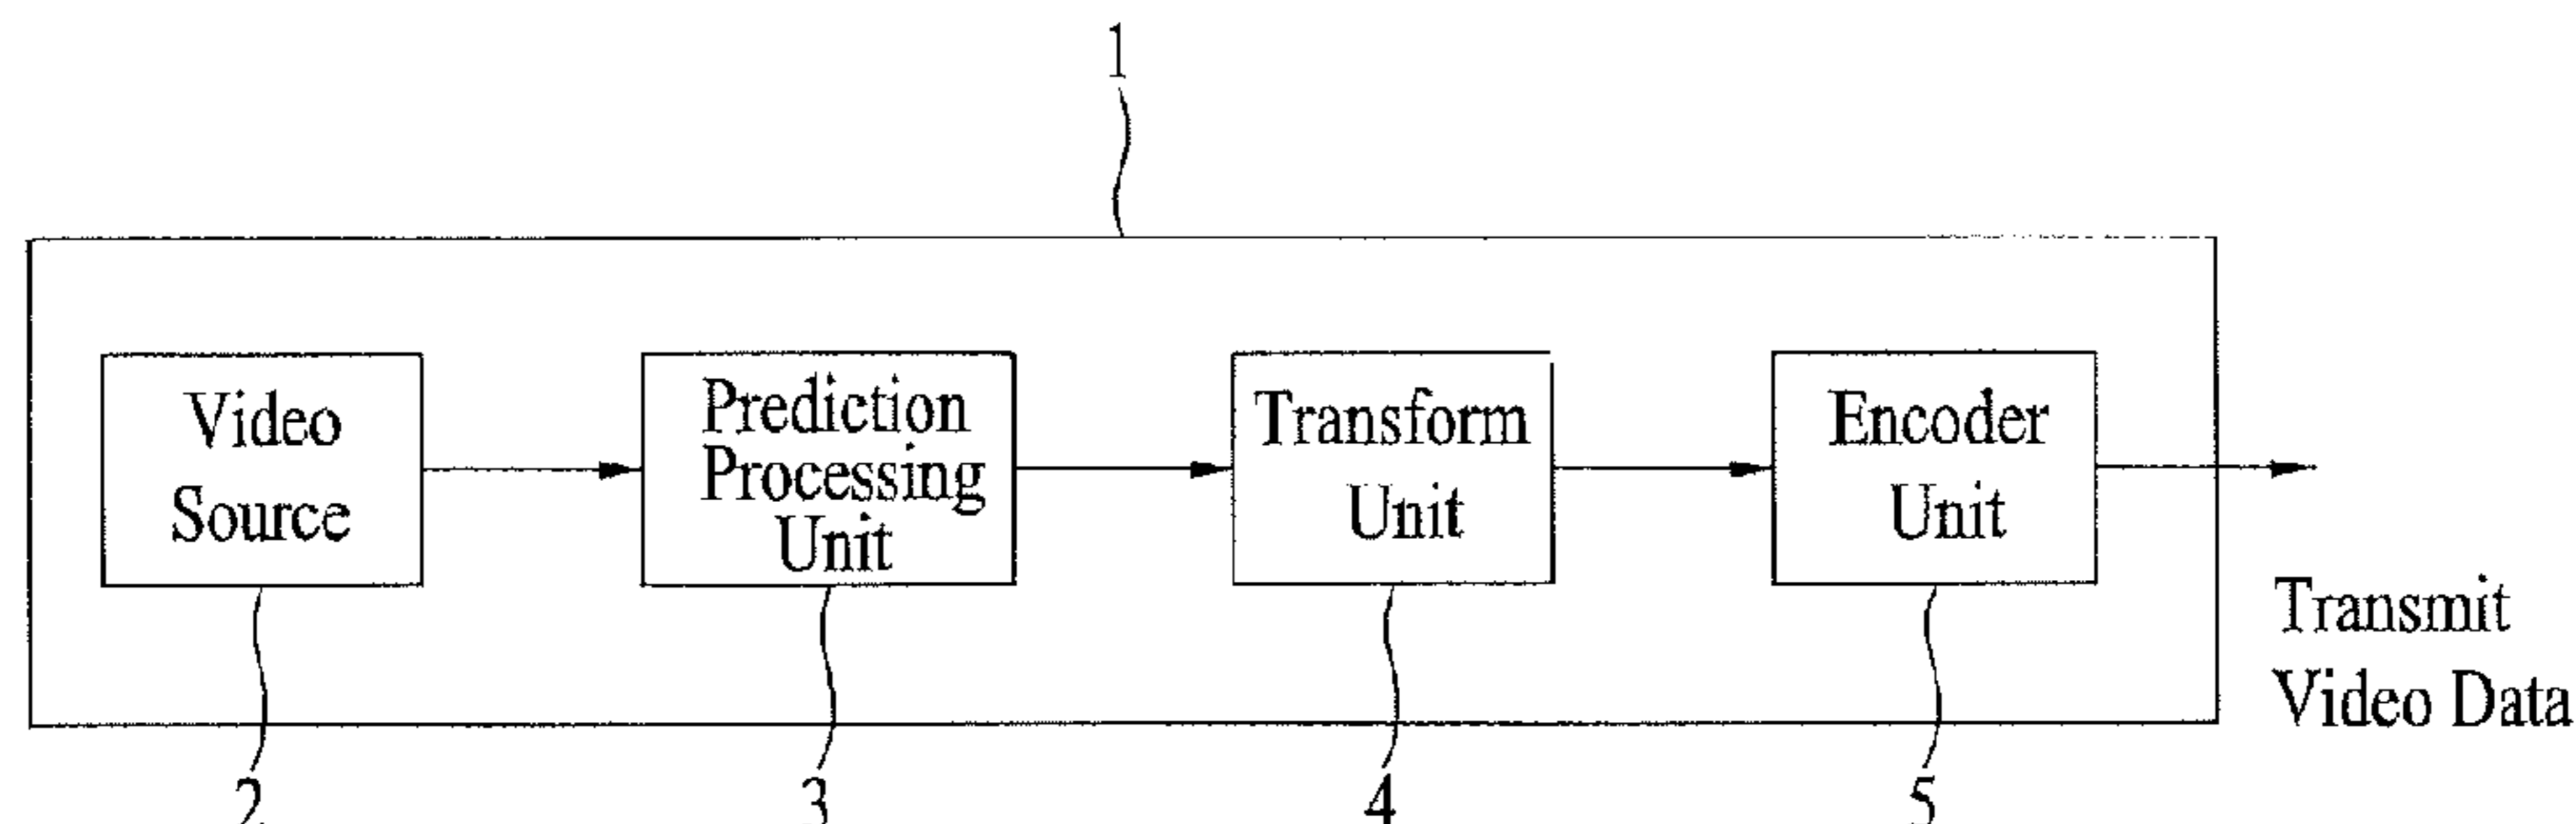 1
Video
Source
Prediction
Processing
Unit
Transform
Unit
Encoder
Unit
Transmit
Video Data
2
3
4
5